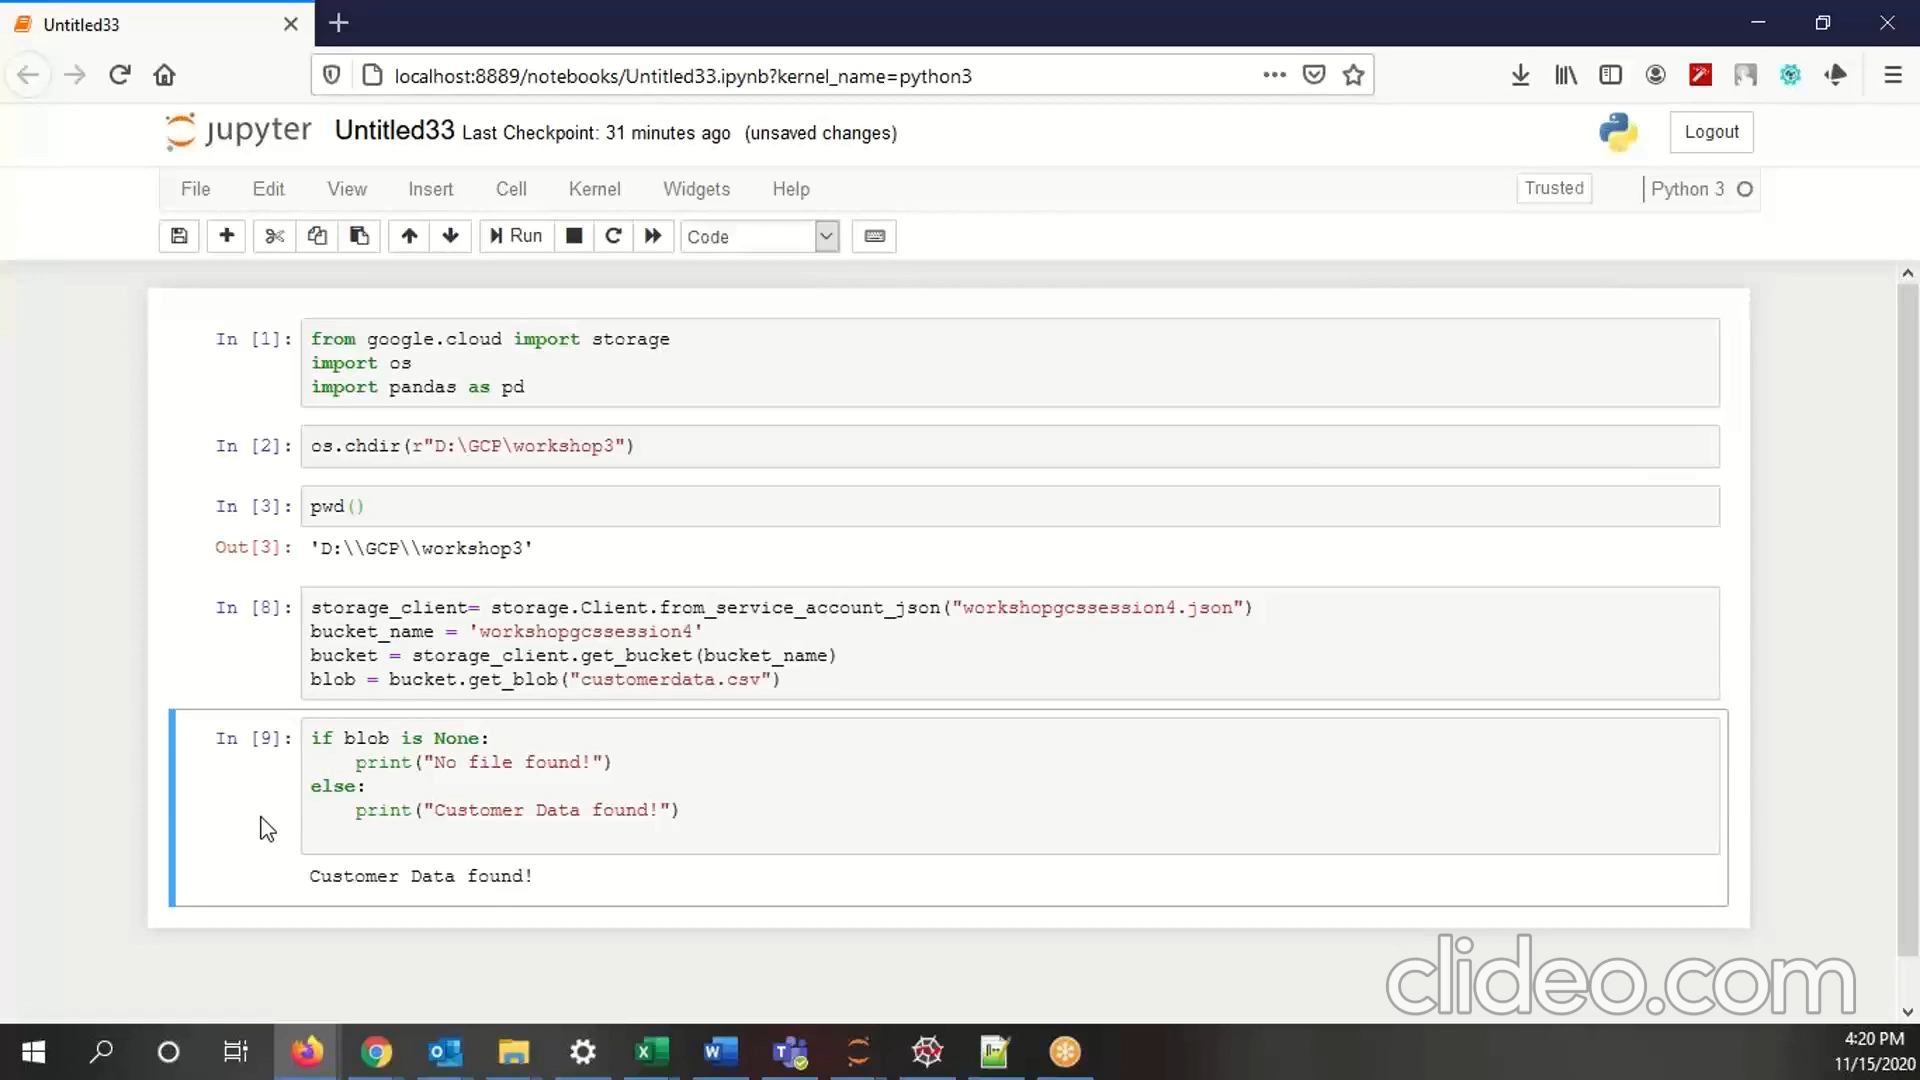 Untitled33
localhost:8889/notebooks/Untitled33.ipynb?kernel_name=python3
jupyter Untitled33 Last Checkpoint: 31 minutes ago (unsaved changes)
Logout
File Edit View Insert Cell Kernel Widgets Help
Trusted
Python 3
Run
Code
In [1]: from google.cloud import storage
import os
import pandas as pd
In [2]: os.chdir(r"D:\GCP\workshop3")
In [3]: pwd()
Out[3]: 'D:\\GCP\\workshop3'
In [8]: storage_client= storage.Client.from_service_account_json("workshopgcssession4.json")
bucket_name = 'workshopgcssession4'
bucket = storage_client.get_bucket(bucket_name)
blob = bucket.get_blob("customerdata.csv")
In [9]: if blob is None:
print("No file found!")
else:
print("Customer Data found!")
Customer Data found!
clideo.com
4:20 PM
11/15/2020